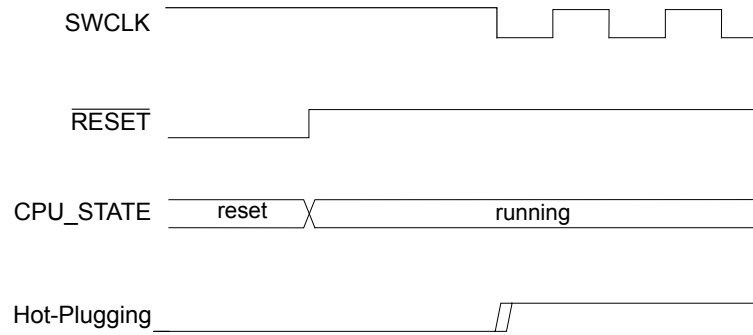 SWCLK
RESET
CPU_STATE reset running
Hot-Plugging